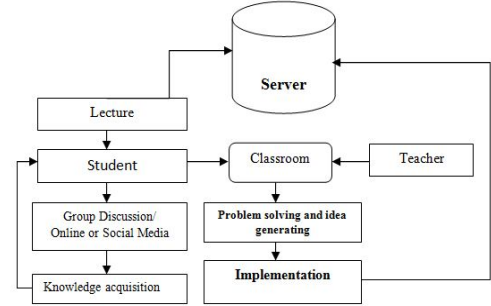 Server
Lecture
Student
Classroom
Teacher
Group Discussion/
Online or Social Media
Problem solving and idea
generating
Knowledge acquisition
Implementation